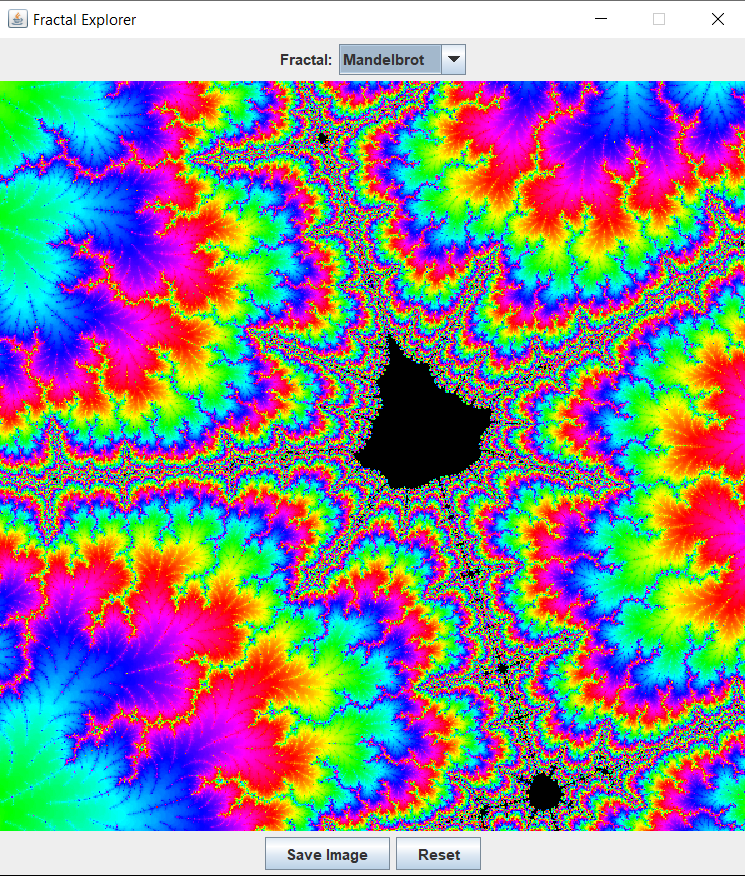 Fractal Explorer
Fractal: Mandelbrot
Save Image Reset